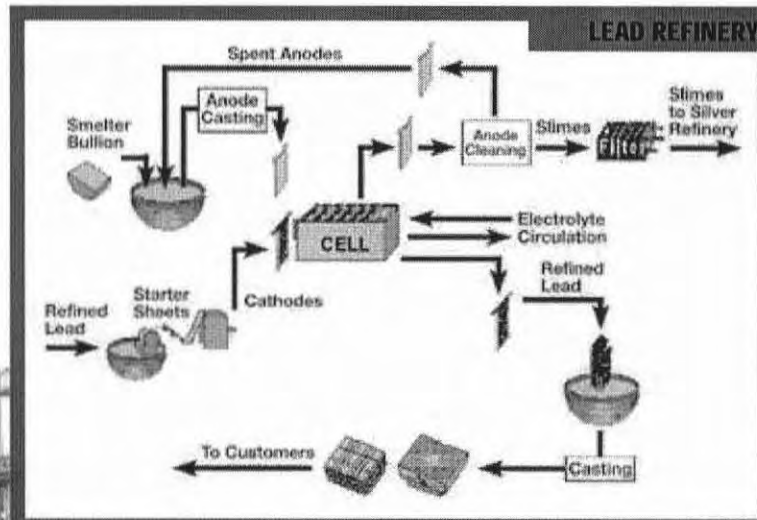 LEAD REFINERY
Spent Anodes
Anode
Casting
Smelter
Bullion
Anode
Cleaning
Slimes
Filter
Slimes
to Silver
Refinery
CELL
Electrolyte
Circulation
Refined
Lead
Starter
Sheets
Cathodes
Refined
Lead
To Customers
Casting